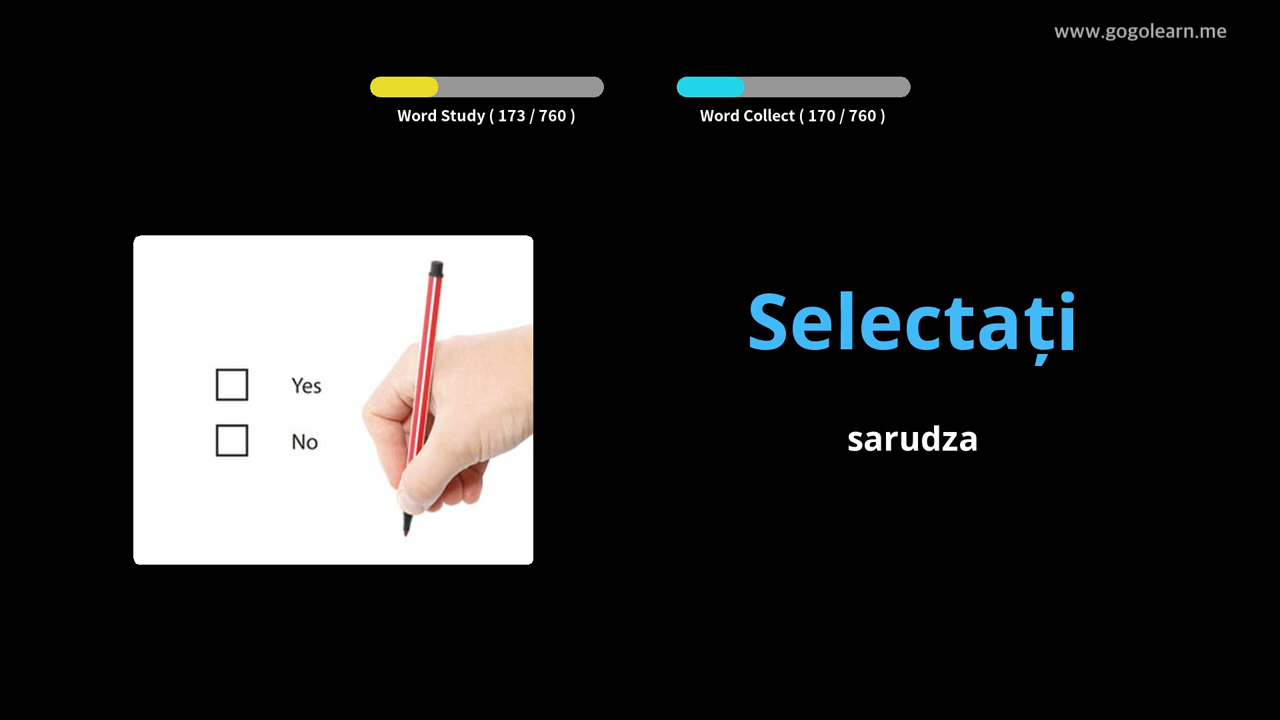 www.gogolearn.me
Word Study ( 173 / 760 )
Word Collect ( 170 / 760 )
Yes
No
Selectați
sarudza